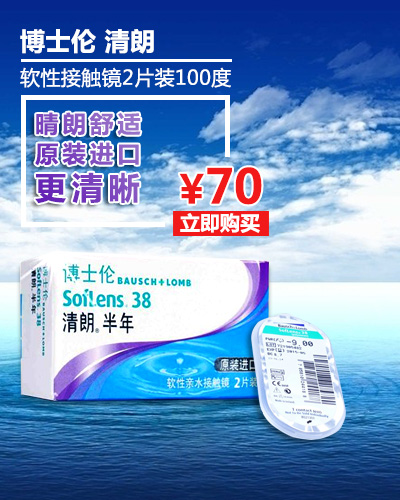 博士伦 清朗
软性接触镜2片装100度
晴朗舒适
原装进口
更清晰
¥70
立即购买
博士伦
BAUSCH+LOMB
SofLens 38
清朗 半年
原装进口
软性亲水接触镜 2片装
-9.00